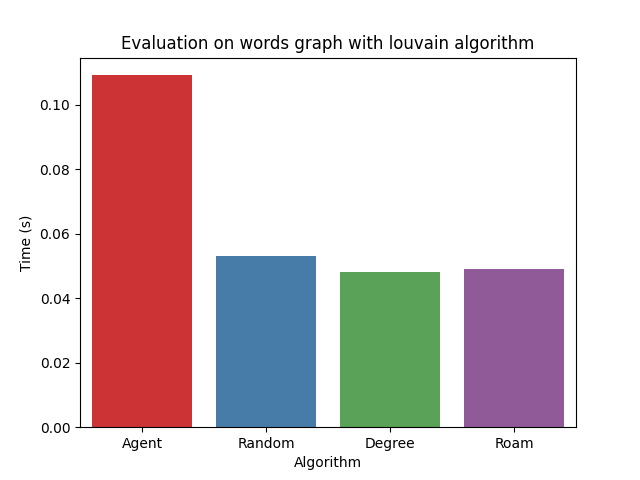 Evaluation on words graph with louvain algorithm
Time (s)
0.10
0.08
0.06
0.04
0.02
0.00
Agent
Random
Degree
Roam
Algorithm